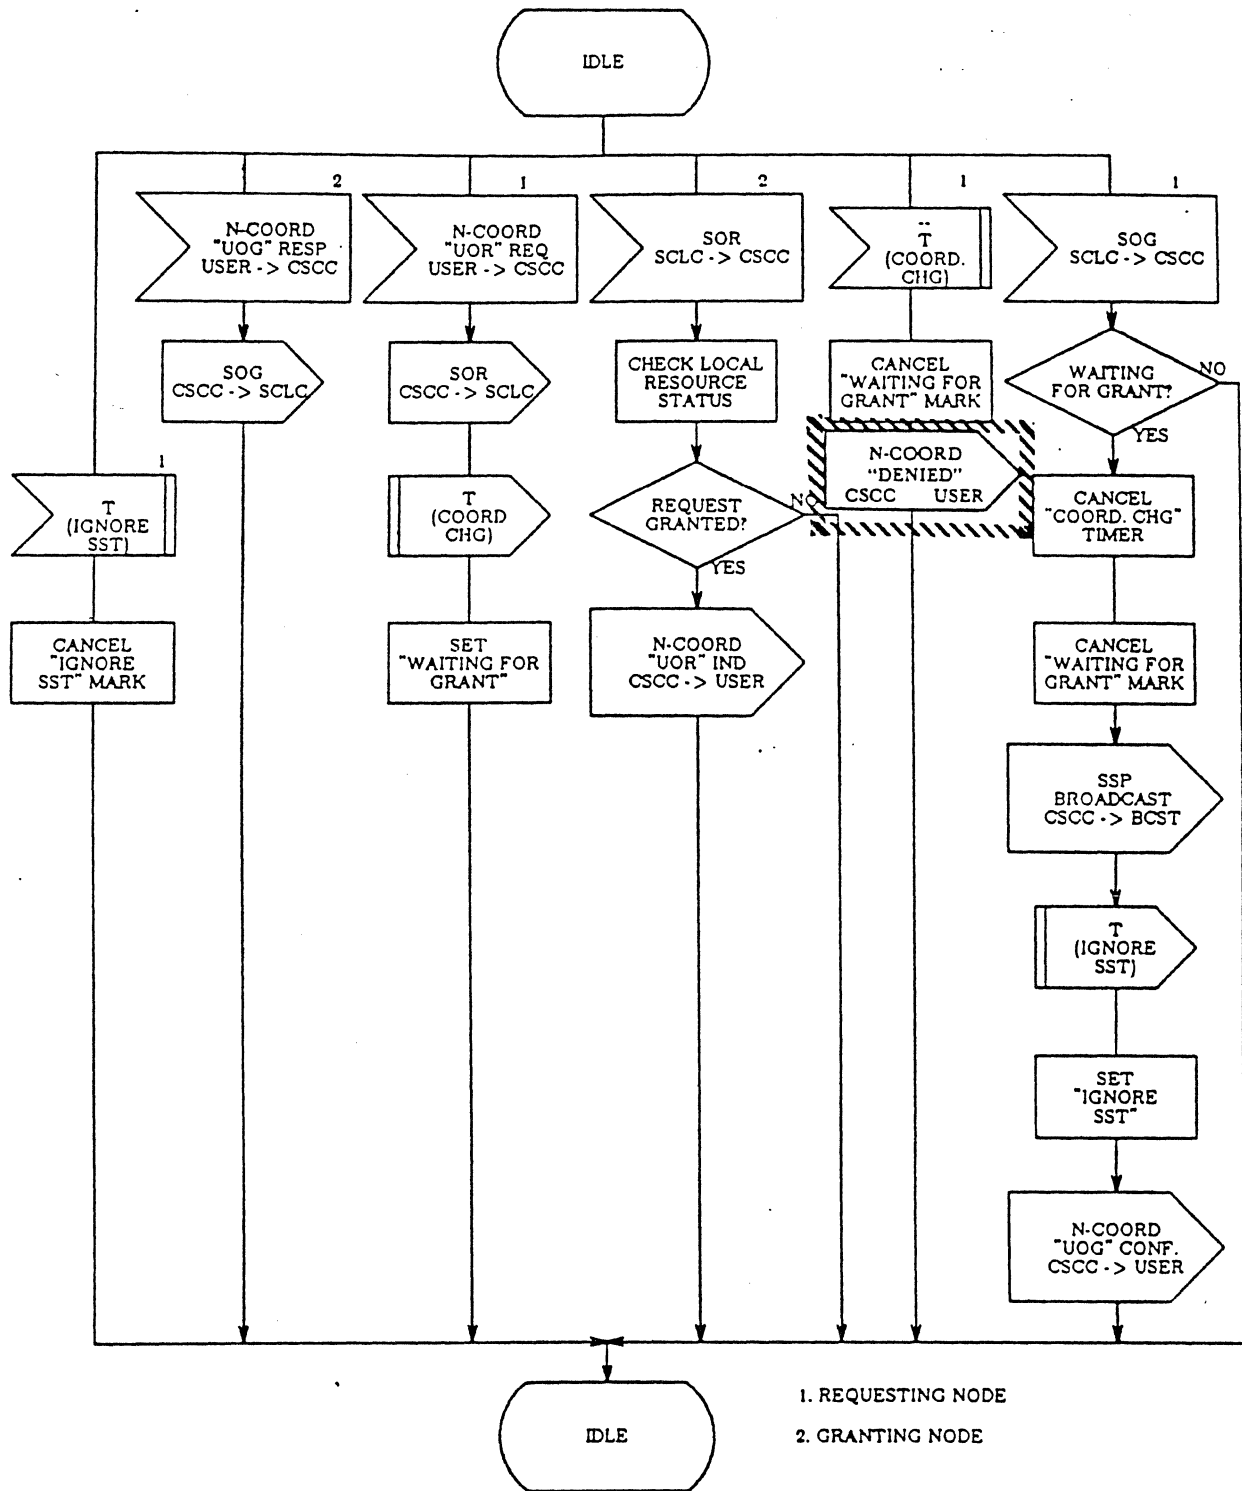 IDLE
2
N-COORD
"UOG" RESP
USER -> CSCC
SOG
CSCC -> SCLC
1
T
(IGNORE
SST)
CANCEL
"IGNORE
SST" MARK
1
N-COORD
"UOR" REQ
USER -> CSCC
SOR
CSCC -> SCLC
T
(COORD
CHG)
SET
"WAITING FOR
GRANT"
2
SOR
SCLC -> CSCC
CHECK LOCAL
RESOURCE
STATUS
REQUEST
GRANTED?
NO
YES
N-COORD
"UOR" IND
CSCC -> USER
1
T
(COORD.
CHG)
CANCEL
"WAITING FOR
GRANT" MARK
N-COORD
"DENIED"
CSCC USER
1
SOG
SCLC -> CSCC
WAITING
FOR GRANT?
NO
YES
CANCEL
"COORD. CHG"
TIMER
CANCEL
"WAITING FOR
GRANT" MARK
SSP
BROADCAST
CSCC -> BCST
T
(IGNORE
SST)
SET
"IGNORE
SST"
N-COORD
"UOG" CONF.
CSCC -> USER
IDLE
1. REQUESTING NODE
2. GRANTING NODE